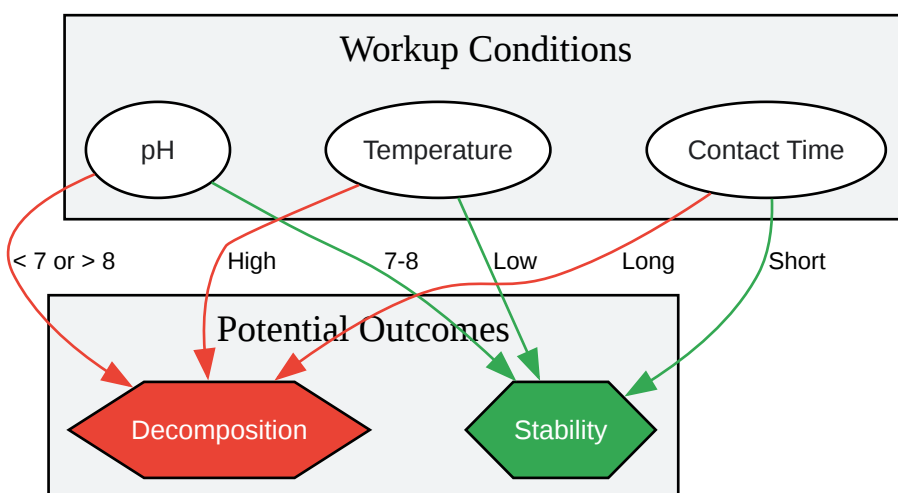 Workup Conditions
pH
Temperature
Contact Time
< 7 or > 8
High
7-8
Low
Long
Short
Potential Outcomes
Decomposition
Stability